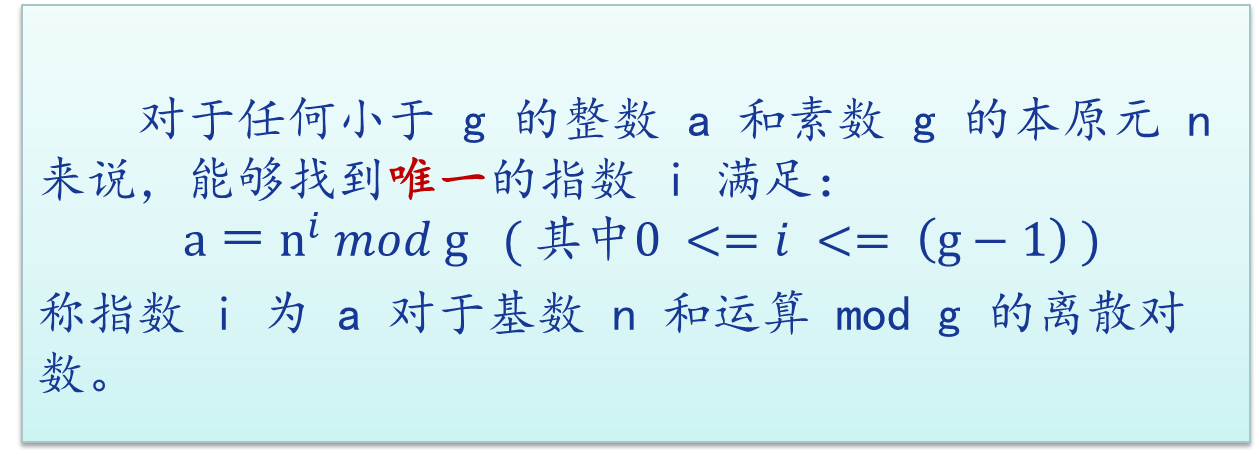 对于任何小于 g 的整数 a 和素数 g 的本原元 n
来说，能够找到唯一的指数 i 满足：
a = nⁱ mod g （其中0 <= i <= (g − 1)）
称指数 i 为 a 对于基数 n 和运算 mod g 的离散对
数。